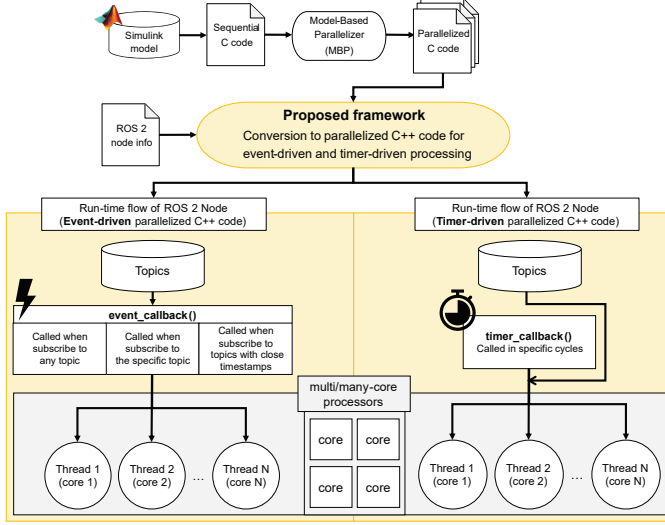 Simulink
model
Sequential
C code
Model-Based
Parallelizer
(MBP)
Parallelized
C code
ROS 2
node info
Proposed framework
Conversion to parallelized C++ code for
event-driven and timer-driven processing
Run-time flow of ROS 2 Node
(Event-driven parallelized C++ code)
Run-time flow of ROS 2 Node
(Timer-driven parallelized C++ code)
Topics
Topics
event_callback()
Called when
subscribe to
any topic
Called when
subscribe to
the specific topic
Called when
subscribe to
topics with close
timestamps
timer_callback()
Called in specific cycles
multi/many-core
processors
core
core
core
core
Thread 1
(core 1)
Thread 2
(core 2)
...
Thread N
(core N)
Thread 1
(core 1)
Thread 2
(core 2)
...
Thread N
(core N)